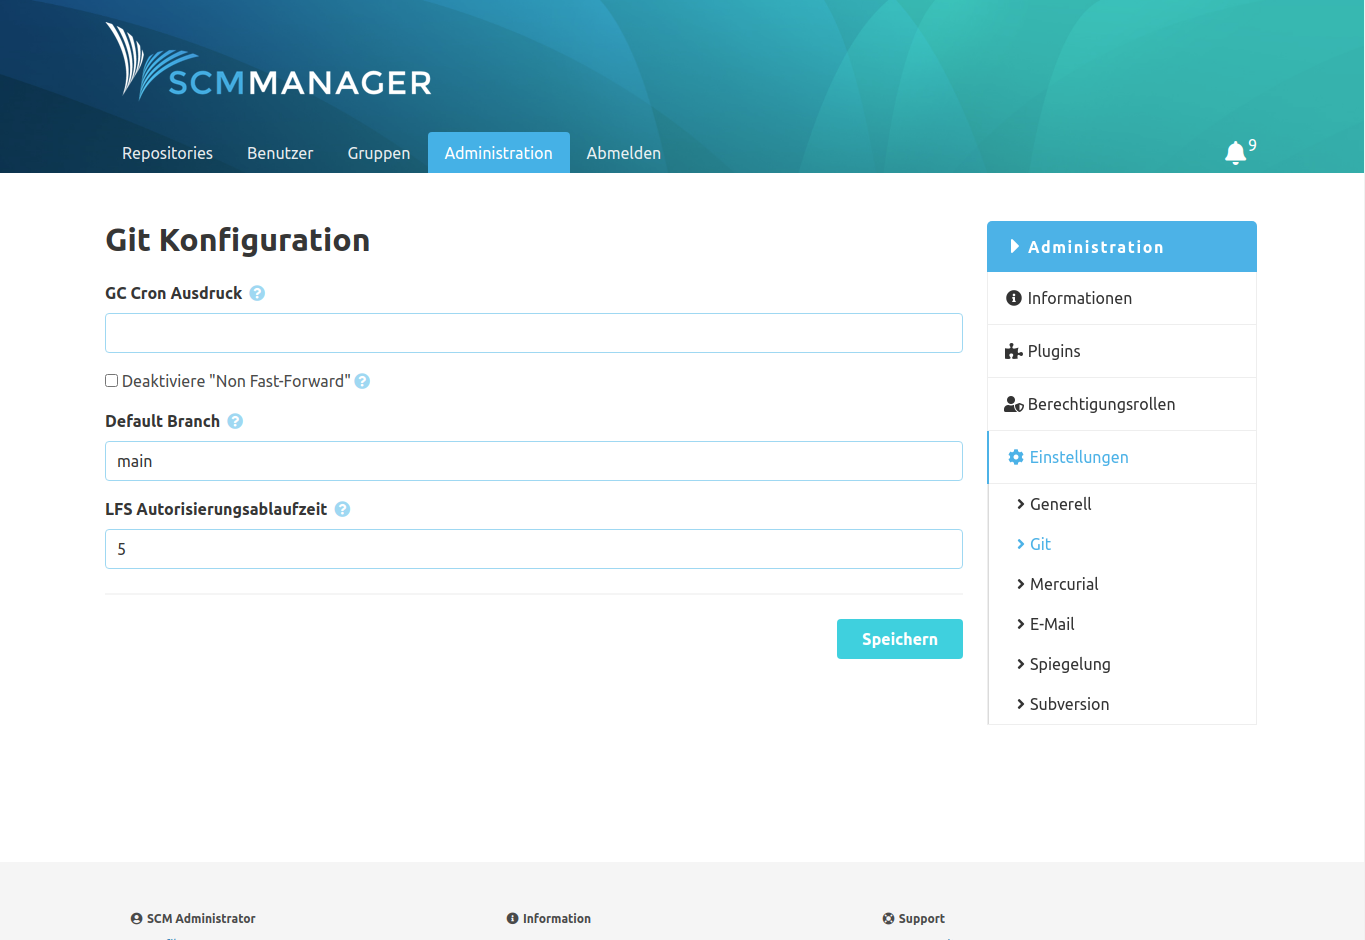 SCMMANAGER
Repositories Benutzer Gruppen Administration Abmelden 9
Git Konfiguration
GC Cron Ausdruck
Deaktiviere "Non Fast-Forward"
Default Branch
main
LFS Autorisierungsablaufzeit
5
Speichern
Administration
Informationen
Plugins
Berechtigungsrollen
Einstellungen
Generell
Git
Mercurial
E-Mail
Spiegelung
Subversion
SCM Administrator Information Support